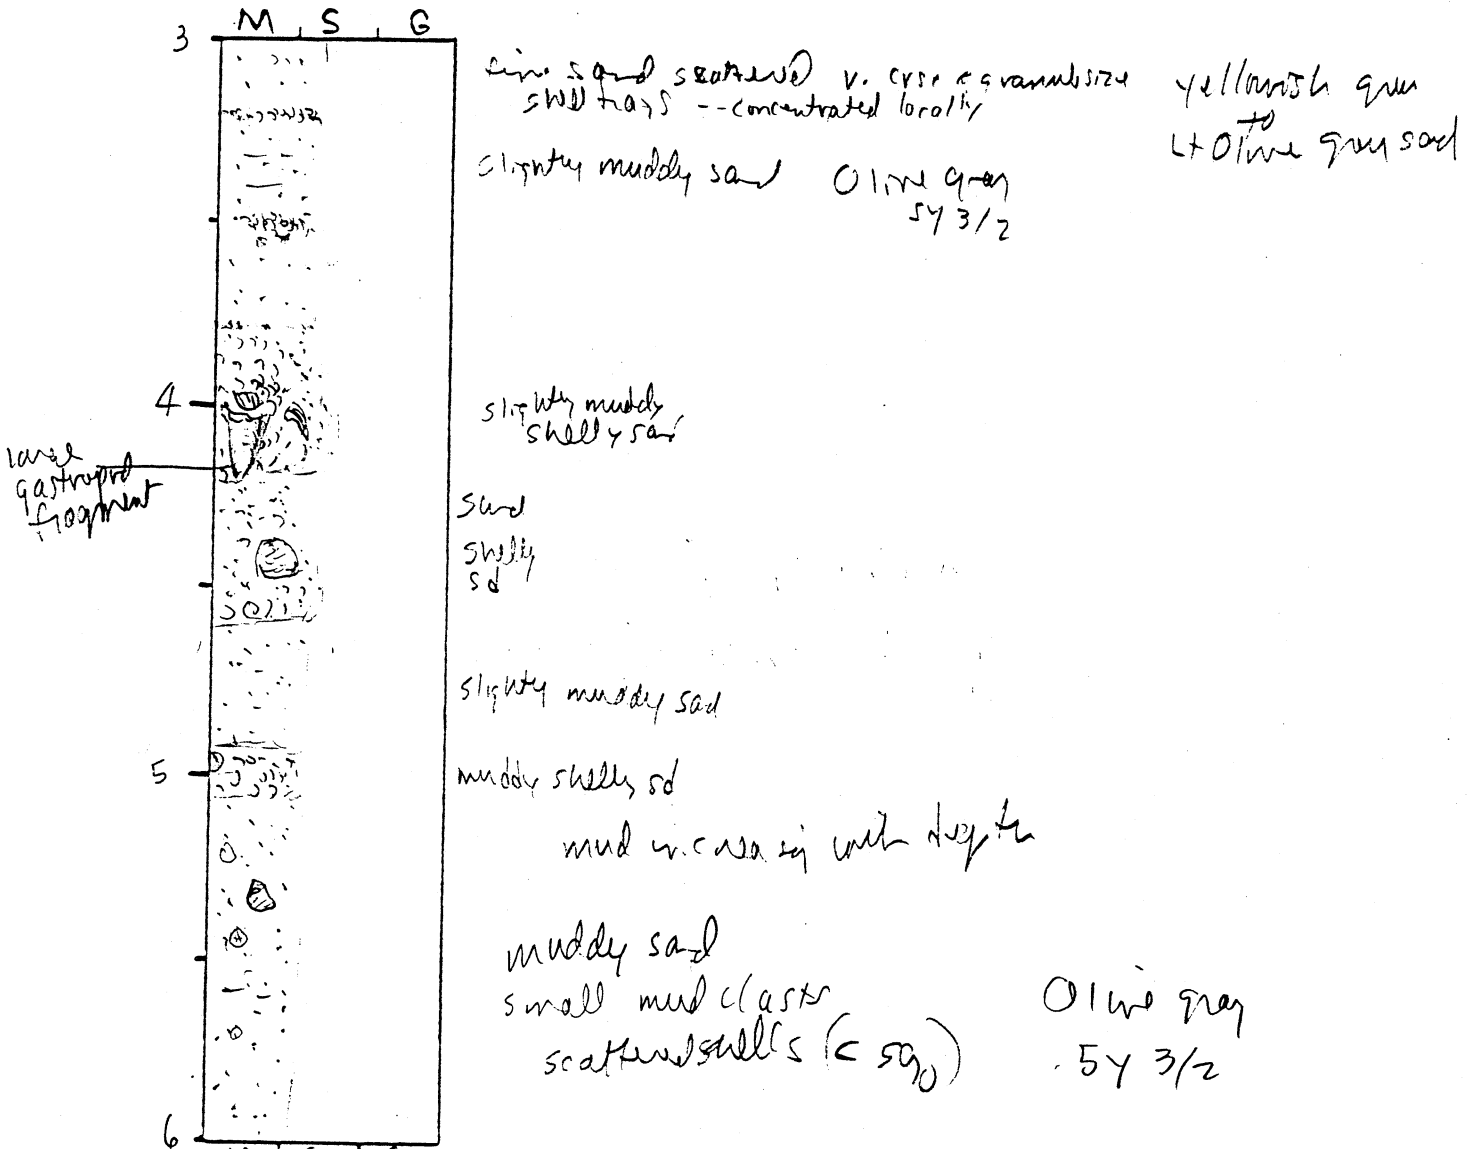 M S G
3
fine sand scattered v. crse & granule size
shell frags -- concentrated locally
yellowish gray
to
Lt Olive gray sand
slightly muddy sand Olive gray
5Y 3/2
4
slightly muddy
shelly sand
large
gastropod
fragment
sand
shelly
sd
slighty muddy sand
5
muddy shelly sd
mud increasing with depth
muddy sand
small mud clasts
scattered shells (< 5%)
Olive gray
5Y 3/2
6